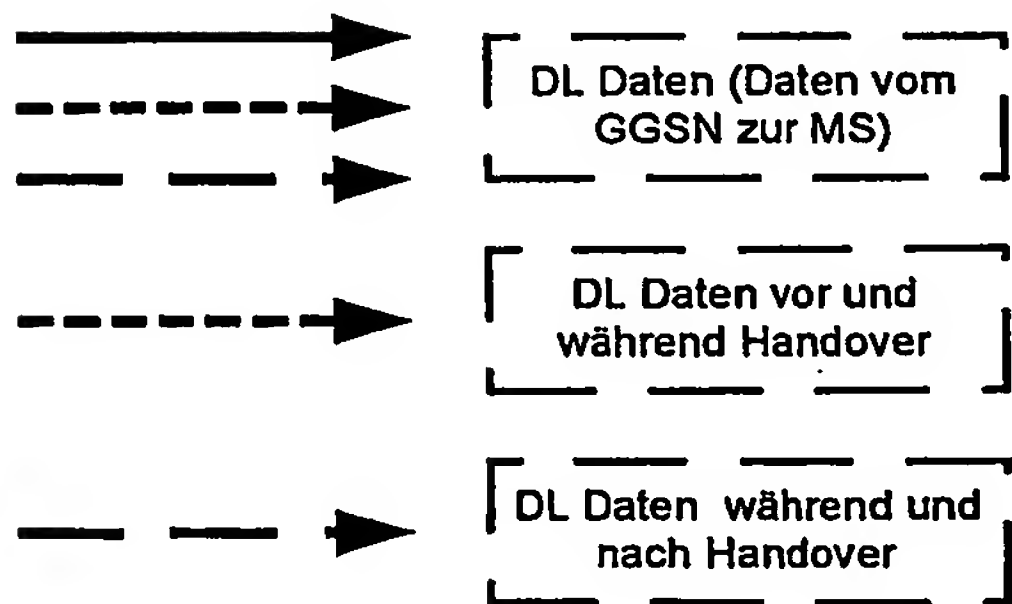 DL Daten (Daten vom
GGSN zur MS)
DL Daten vor und
während Handover
DL Daten während und
nach Handover